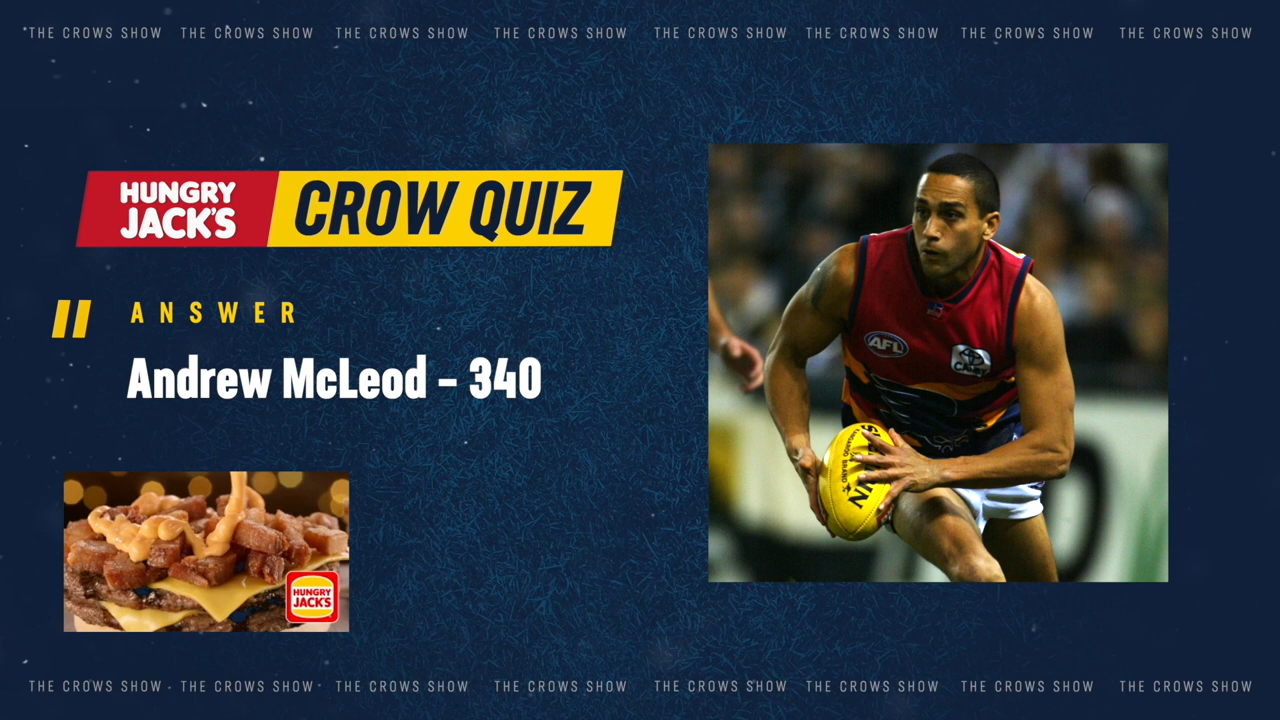 THE CROWS SHOW THE CROWS SHOW THE CROWS SHOW THE CROWS SHOW THE CROWS SHOW THE CROWS SHOW THE CROWS SHOW THE CROWS SHOW
HUNGRY
JACK'S
CROW QUIZ
ANSWER
Andrew McLeod – 340
AFL
HUNGRY
JACK'S
THE CROWS SHOW THE CROWS SHOW THE CROWS SHOW THE CROWS SHOW THE CROWS SHOW THE CROWS SHOW THE CROWS SHOW THE CROWS SHOW